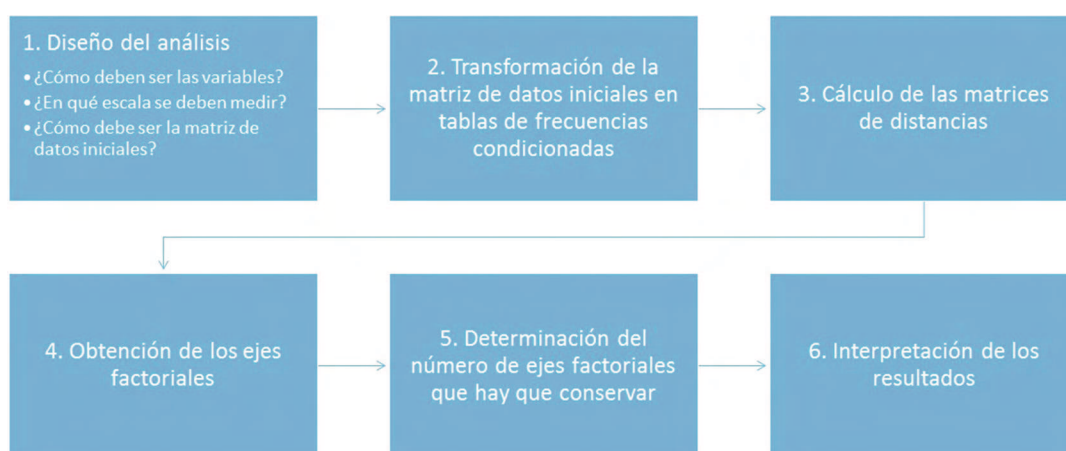 1. Diseño del análisis
• ¿Cómo deben ser las variables?
• ¿En qué escala se deben medir?
• ¿Cómo debe ser la matriz de
datos iniciales?
2. Transformación de la
matriz de datos iniciales en
tablas de frecuencias
condicionadas
3. Cálculo de las matrices
de distancias
4. Obtención de los ejes
factoriales
5. Determinación del
número de ejes factoriales
que hay que conservar
6. Interpretación de los
resultados